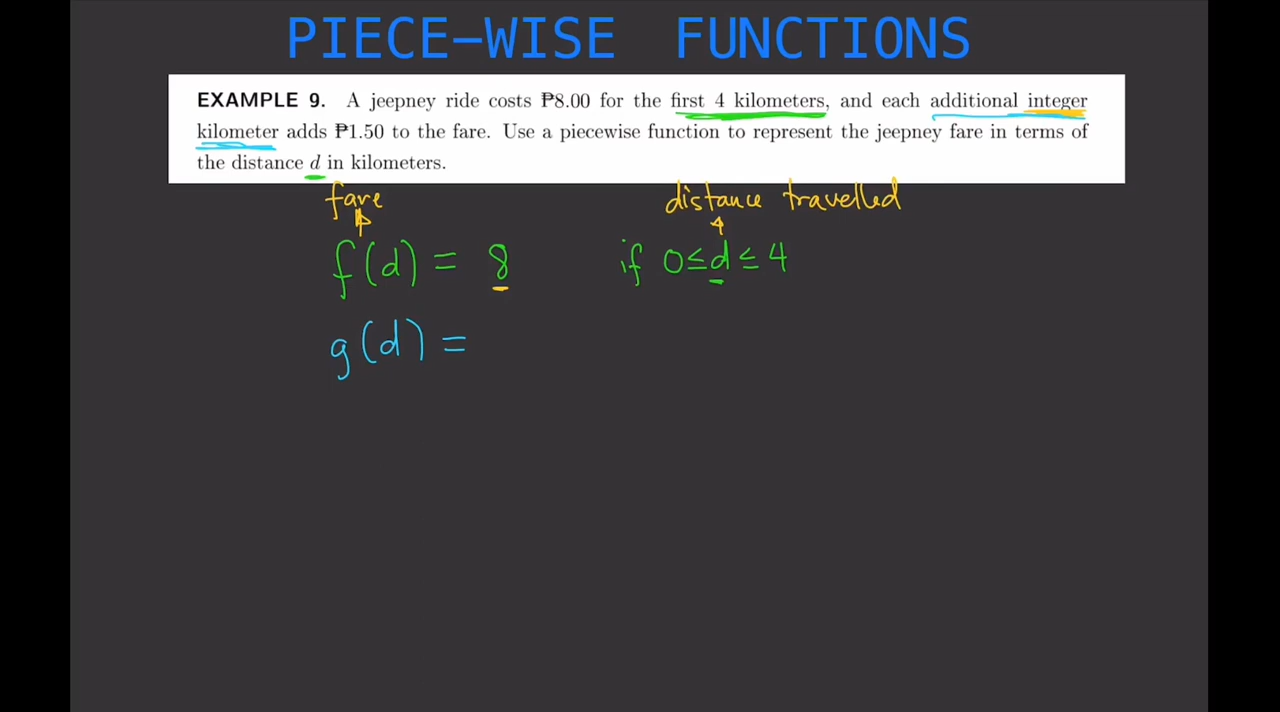 PIECE-WISE FUNCTIONS
EXAMPLE 9. A jeepney ride costs ₱8.00 for the first 4 kilometers, and each additional integer
kilometer adds ₱1.50 to the fare. Use a piecewise function to represent the jeepney fare in terms of
the distance d in kilometers.
fare distance travelled
f(d) = 8 if 0≤d≤4
g(d) =